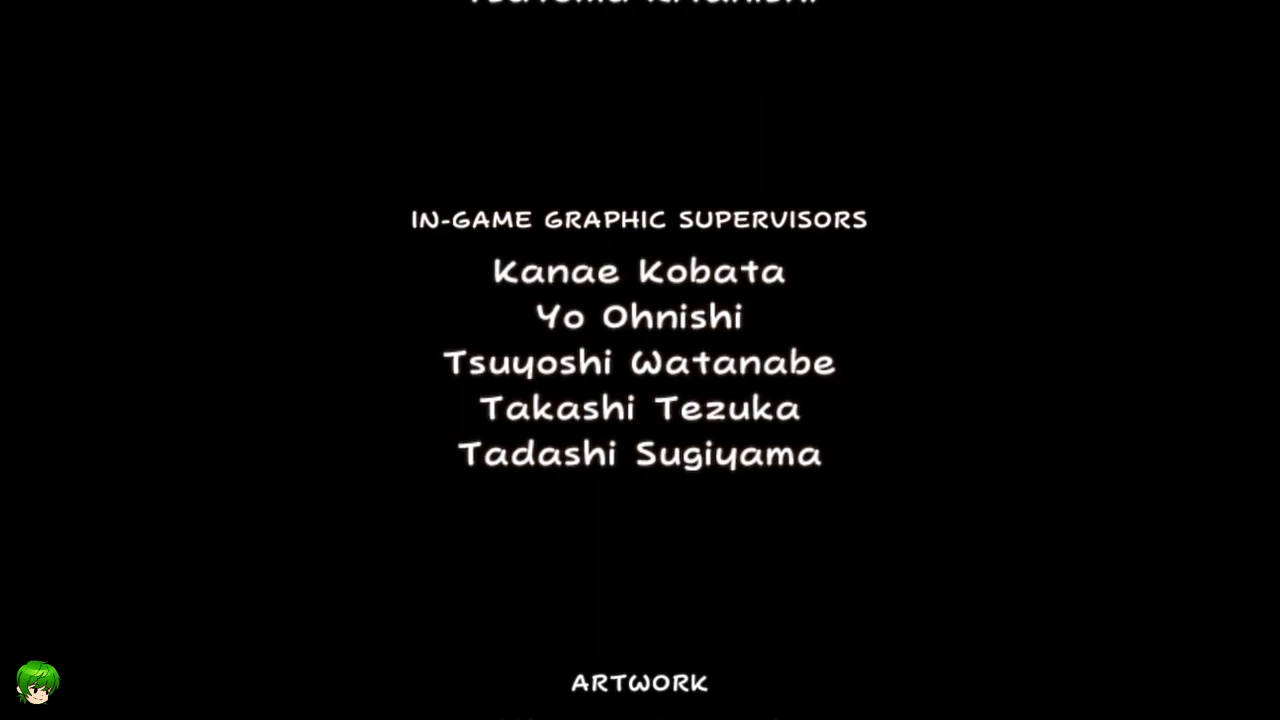 IN-GAME GRAPHIC SUPERVISORS
Kanae Kobata
Yo Ohnishi
Tsuyoshi Watanabe
Takashi Tezuka
Tadashi Sugiyama
ARTWORK